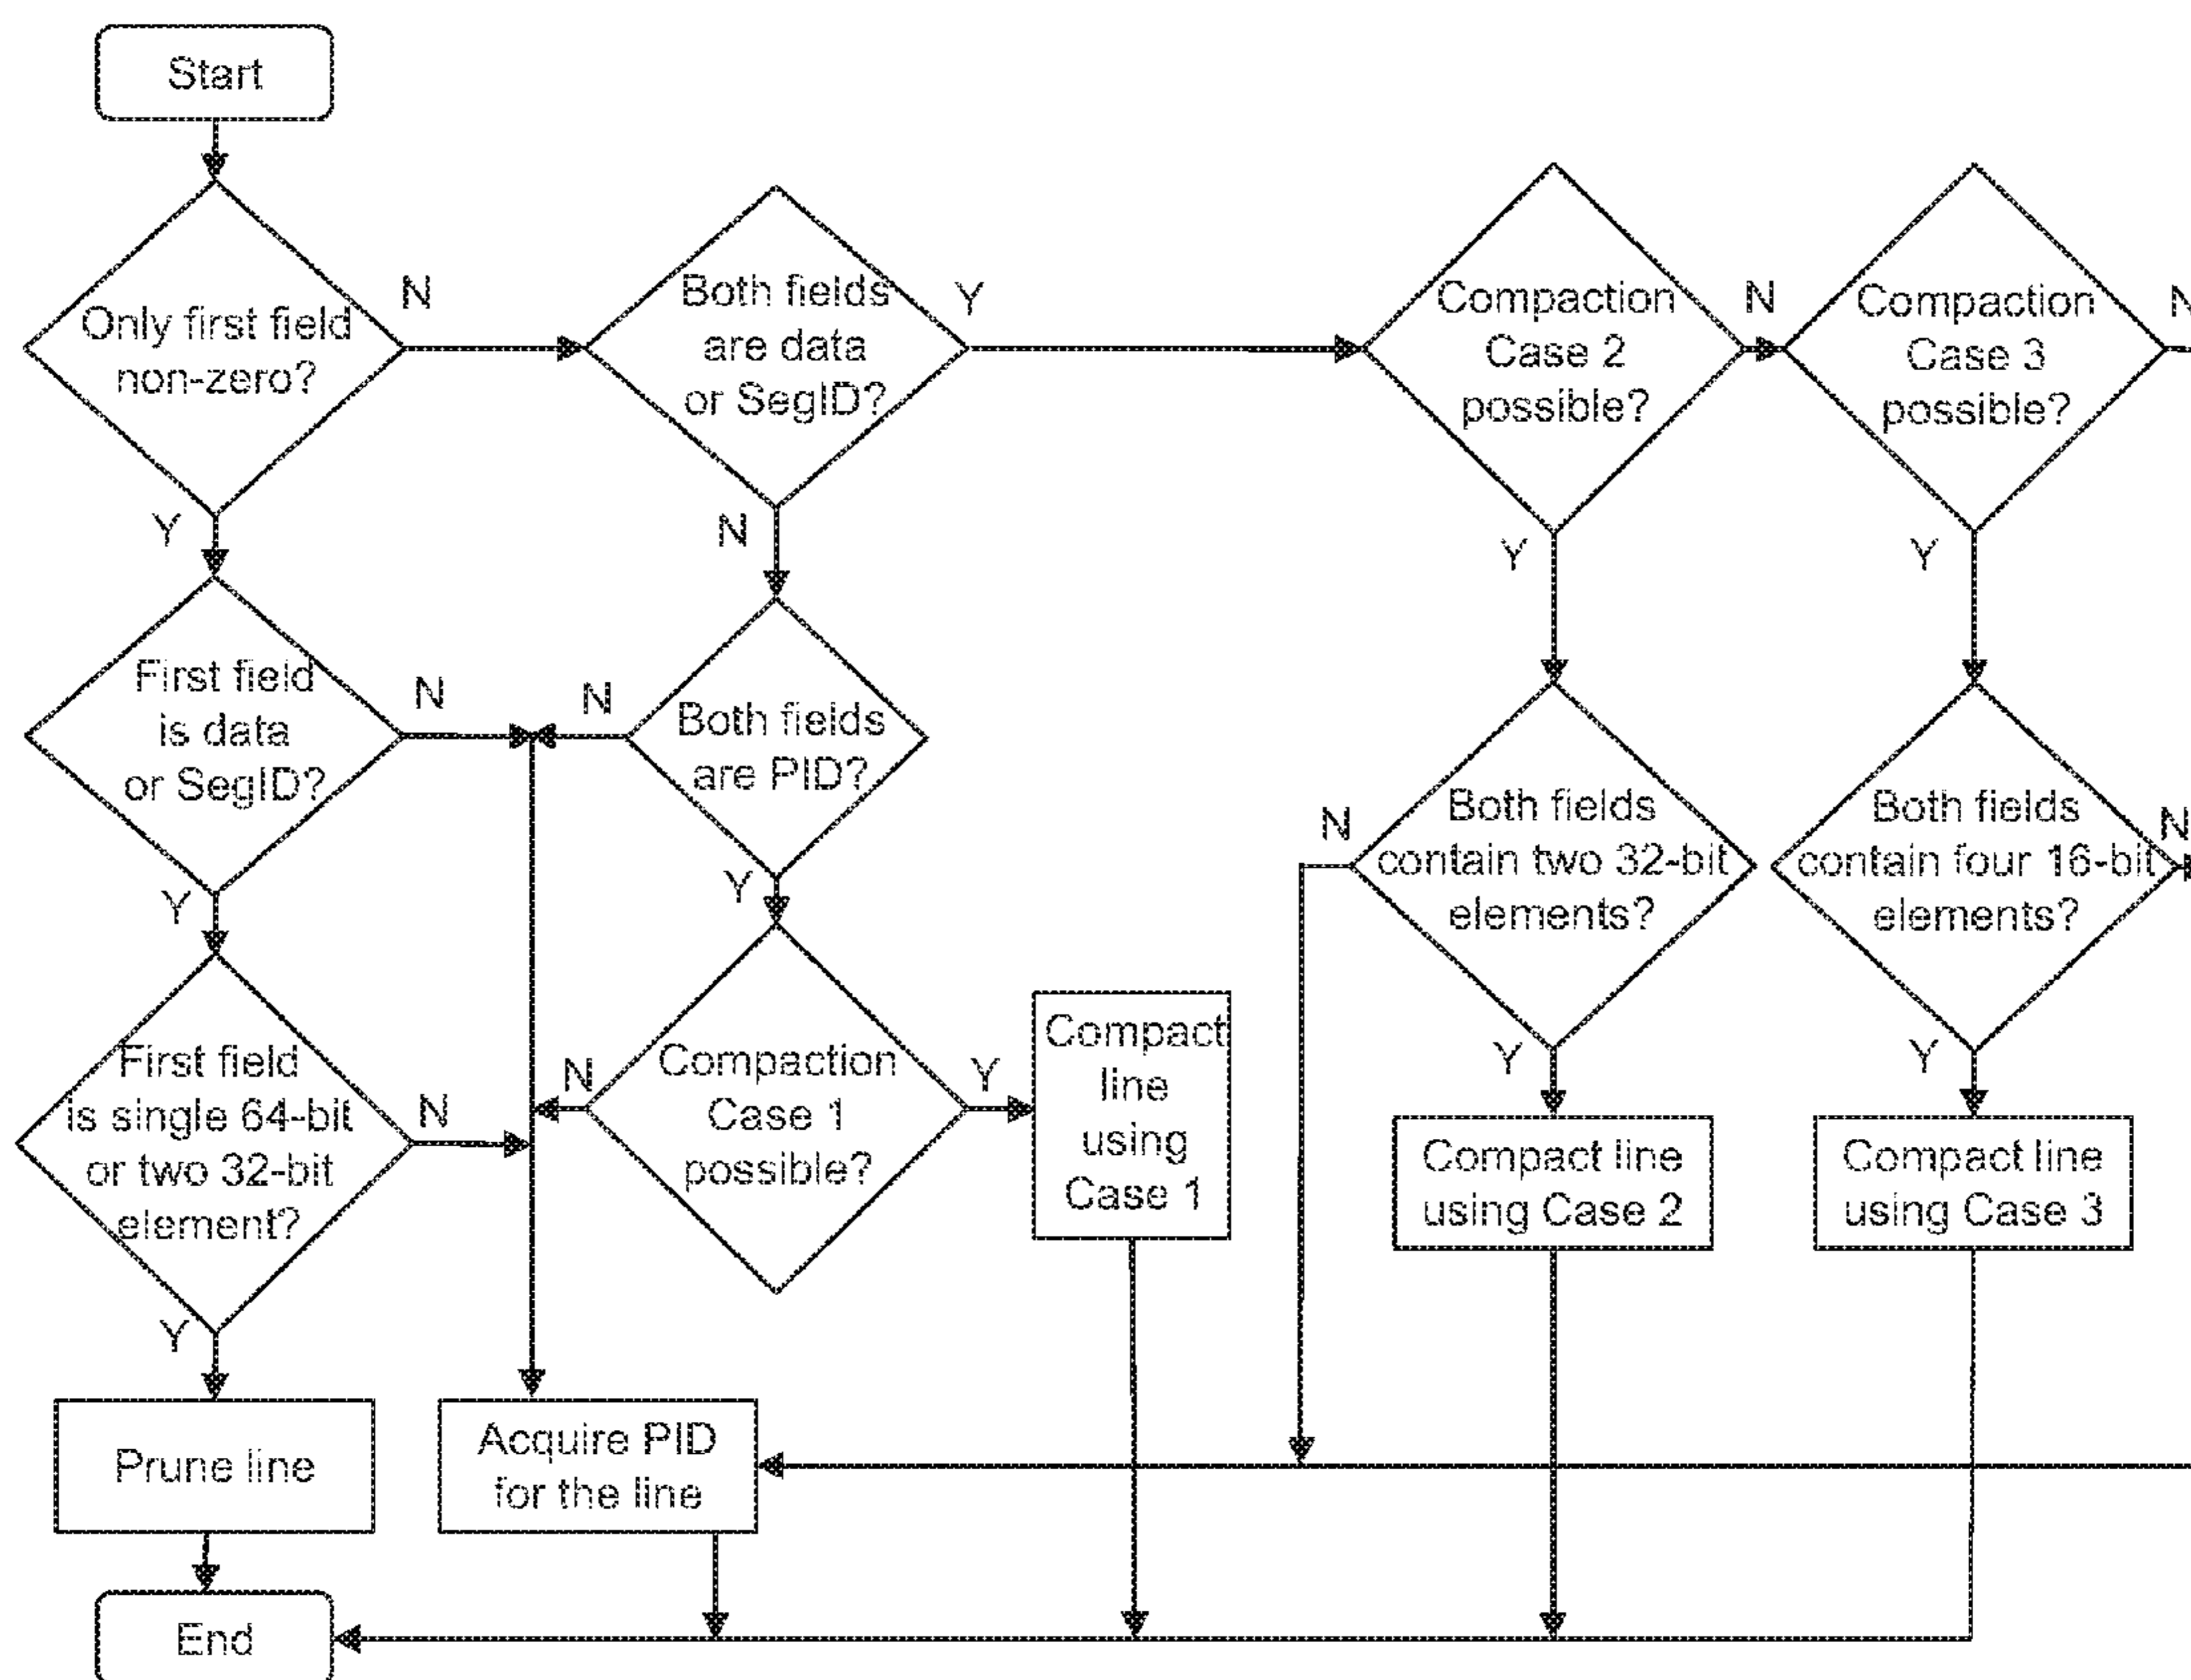 Start
Only first field
non-zero?
N
Y
Both fields
are data
or SegID?
Y
N
Compaction
Case 2
possible?
N
Y
Compaction
Case 3
possible?
N
Y
First field
is data
or SegID?
N
Y
Both fields
are PID?
N
Y
Both fields
contain two 32-bit
elements?
N
Y
Both fields
contain four 16-bit
elements?
N
Y
First field
is single 64-bit
or two 32-bit
element?
N
Y
Compaction
Case 1
possible?
N
Y
Compact
line
using
Case 1
Compact line
using Case 2
Compact line
using Case 3
Prune line
Acquire PID
for the line
End